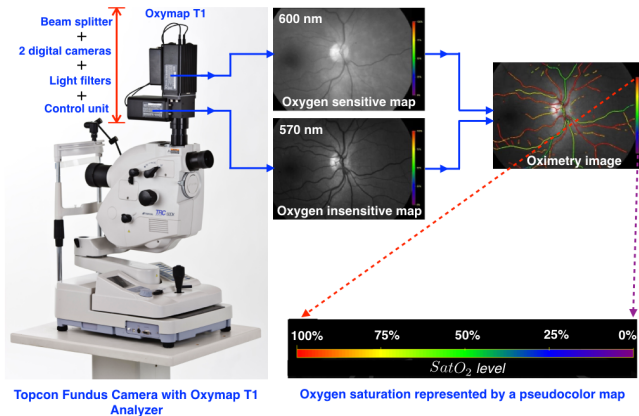 Oxymap T1
Beam splitter
+
2 digital cameras
+
Light filters
+
Control unit
600 nm
Oxygen sensitive map
570 nm
Oxygen insensitive map
Oximetry image
TRC
100% 75% 50% 25% 0%
SatO₂ level
Topcon Fundus Camera with Oxymap T1
Analyzer
Oxygen saturation represented by a pseudocolor map